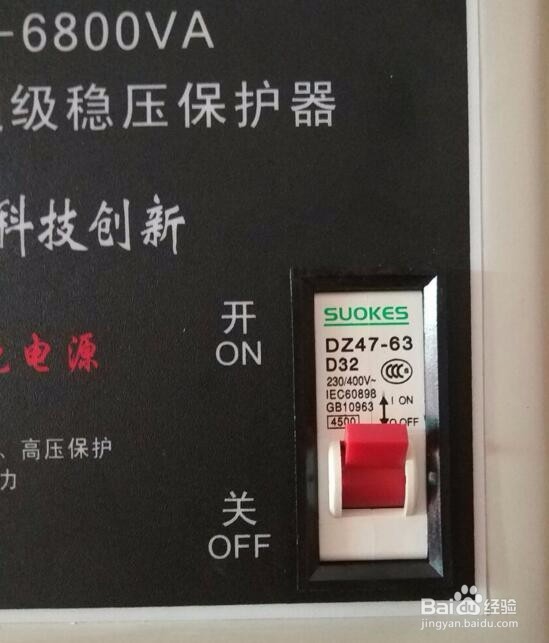 -6800VA
级稳压保护器
科技创新
开
ON
SUOKES
DZ47-63
D32
230/400V~
CCC
IEC60898
GB10963
4500
I ON
O OFF
电源
、高压保护
力
关
OFF
Baidu经验
jingyan.baidu.com